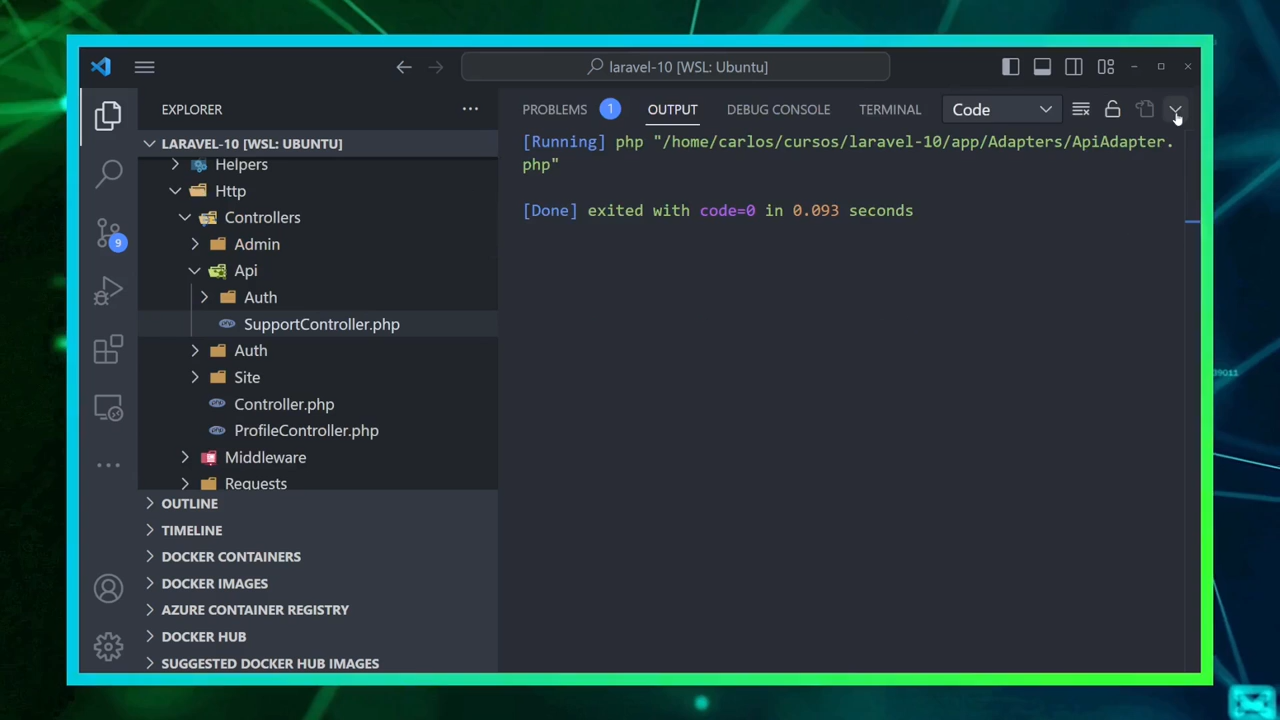 laravel-10 [WSL: Ubuntu]
EXPLORER
LARAVEL-10 [WSL: UBUNTU]
Helpers
Http
Controllers
Admin
Api
Auth
SupportController.php
Auth
Site
Controller.php
ProfileController.php
Middleware
Requests
OUTLINE
TIMELINE
DOCKER CONTAINERS
DOCKER IMAGES
AZURE CONTAINER REGISTRY
DOCKER HUB
SUGGESTED DOCKER HUB IMAGES
9
PROBLEMS 1 OUTPUT DEBUG CONSOLE TERMINAL Code
[Running] php "/home/carlos/cursos/laravel-10/app/Adapters/ApiAdapter.
php"
[Done] exited with code=0 in 0.093 seconds
39011